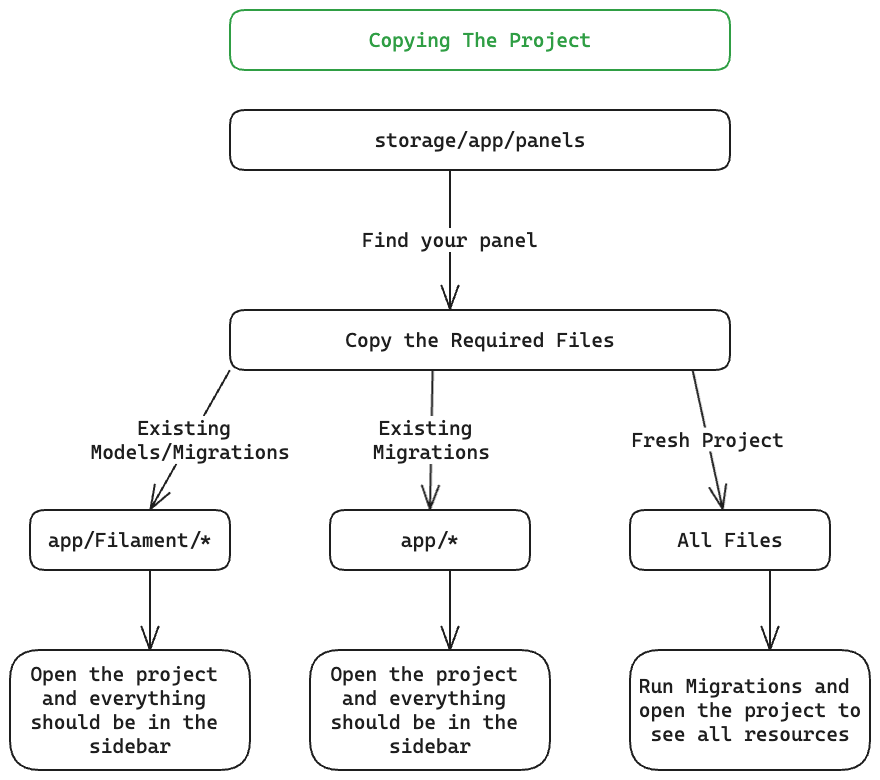 Copying The Project
storage/app/panels
Find your panel
Copy the Required Files
Existing
Models/Migrations
Existing
Migrations
Fresh Project
app/Filament/*
app/*
All Files
Open the project
and everything
should be in the
sidebar
Open the project
and everything
should be in the
sidebar
Run Migrations and
open the project to
see all resources